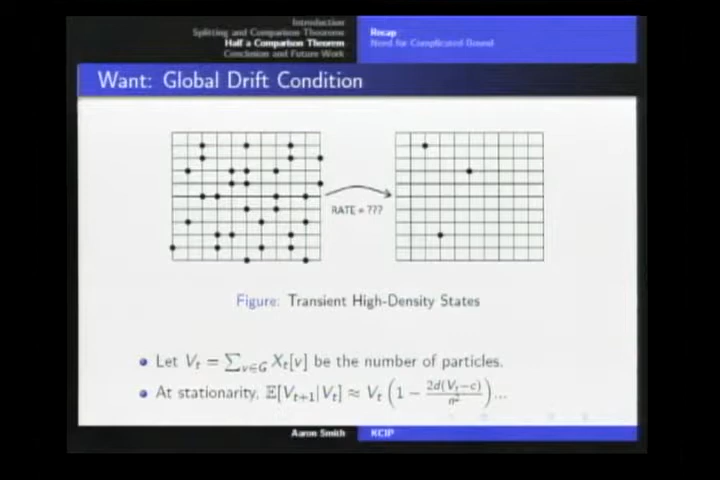 Introduction
Splitting and Comparison Theorems
Half a Comparison Theorem
Conclusion and Future Work
Recap
Need for Complicated Bound
Want: Global Drift Condition
RATE = ???
Figure: Transient High-Density States
Let V_t = ∑_{v∈G} X_t[v] be the number of particles.
At stationarity, 𝔼[V_{t+1}|V_t] ≈ V_t (1 − 2d(V_t−c)/n²)...
Aaron Smith
KCIP